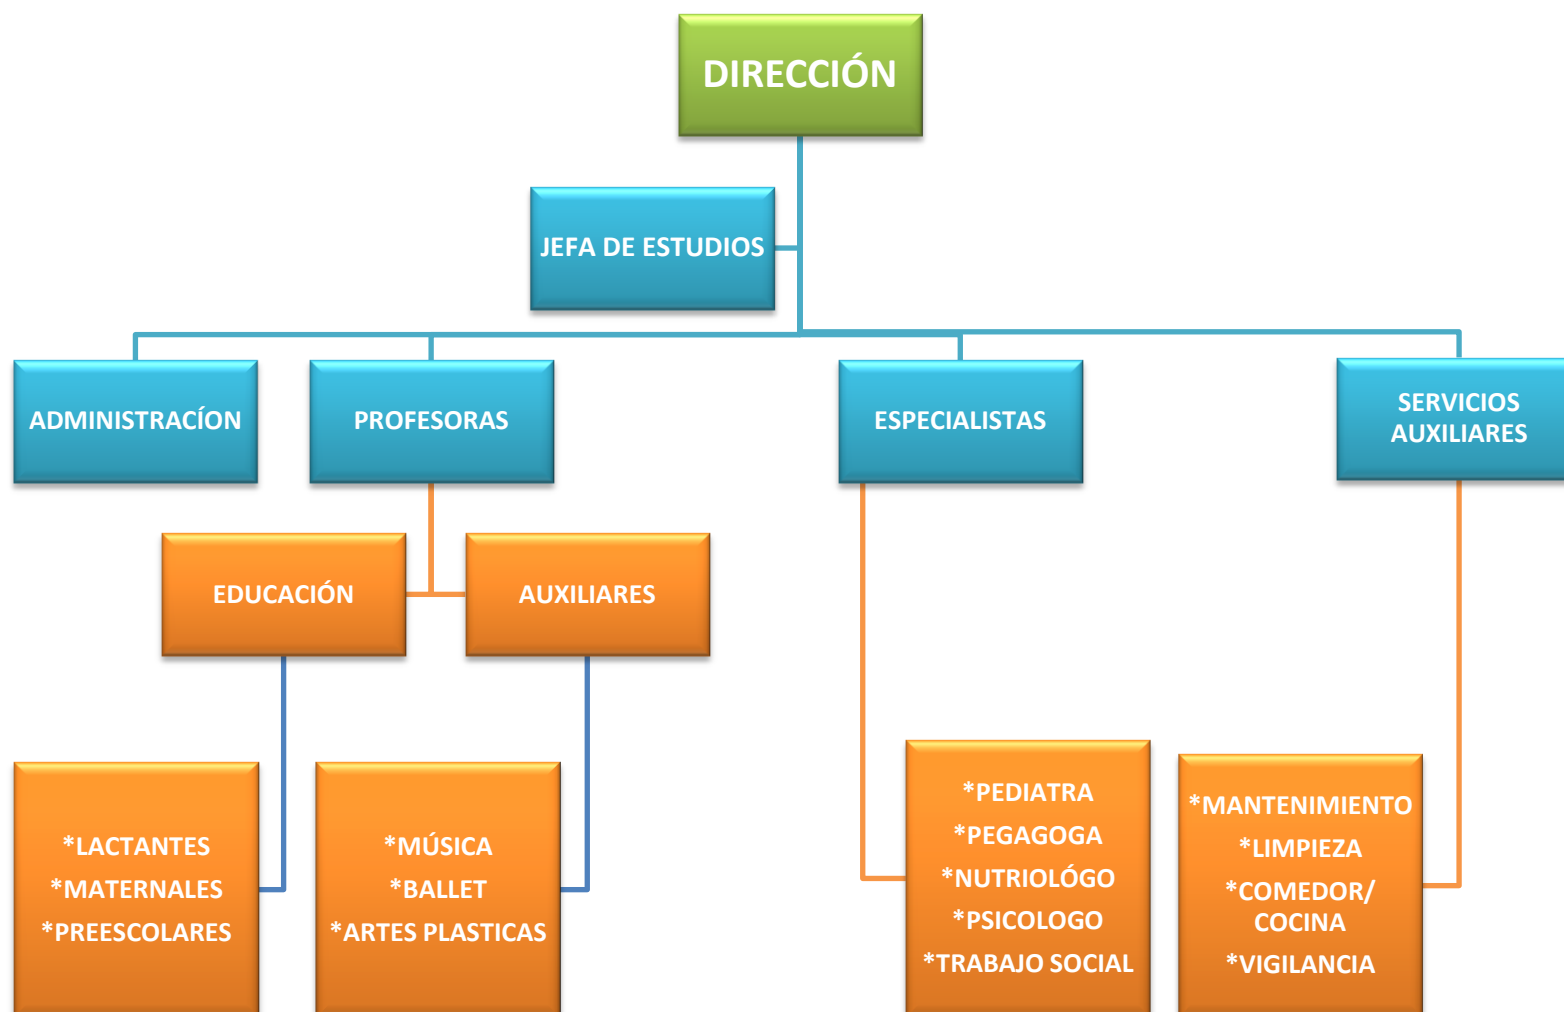 DIRECCIÓN
JEFA DE ESTUDIOS
ADMINISTRACÍON
PROFESORAS
ESPECIALISTAS
SERVICIOS
AUXILIARES
EDUCACIÓN
AUXILIARES
*LACTANTES
*MATERNALES
*PREESCOLARES
*MÚSICA
*BALLET
*ARTES PLASTICAS
*PEDIATRA
*PEGAGOGA
*NUTRIOLÓGO
*PSICOLOGO
*TRABAJO SOCIAL
*MANTENIMIENTO
*LIMPIEZA
*COMEDOR/
COCINA
*VIGILANCIA